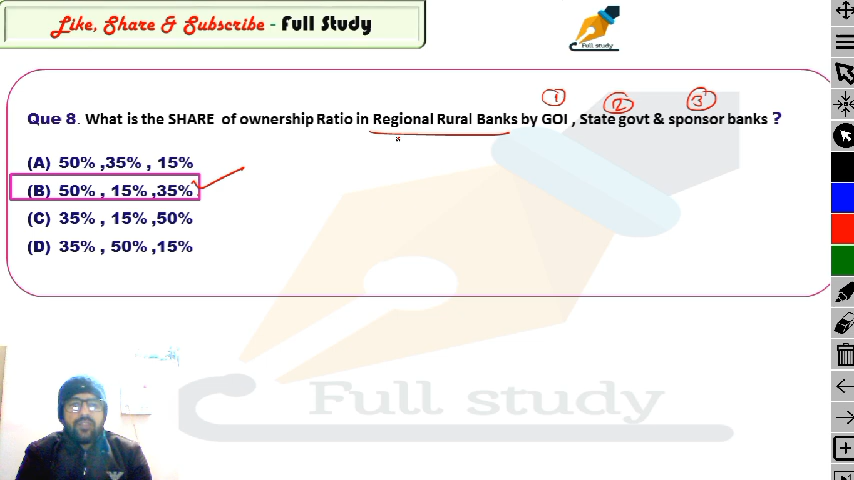 Like, Share & Subscribe - Full Study
Full study
① ② ③
Que 8. What is the SHARE of ownership Ratio in Regional Rural Banks by GOI , State govt & sponsor banks ?
(A) 50% ,35% , 15%
(B) 50% , 15% ,35%
(C) 35% , 15% ,50%
(D) 35% , 50% ,15%
Full study